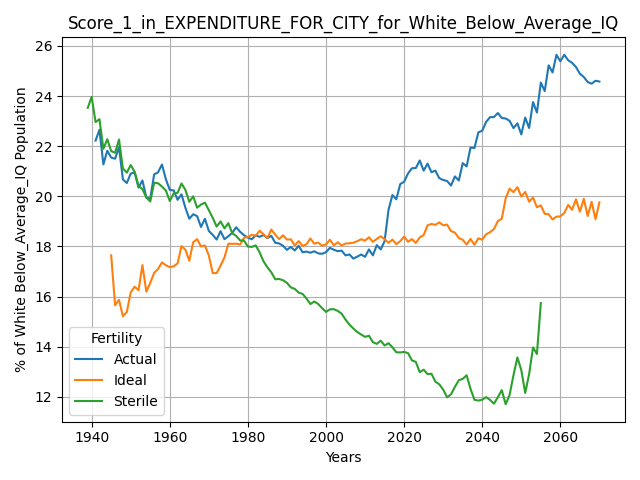 Score_1_in_EXPENDITURE_FOR_CITY_for_White_Below_Average_IQ
26
24
22
20
18
16
14
12
% of White Below_Average_IQ Population
Fertility
Actual
Ideal
Sterile
1940 1960 1980 2000 2020 2040 2060
Years